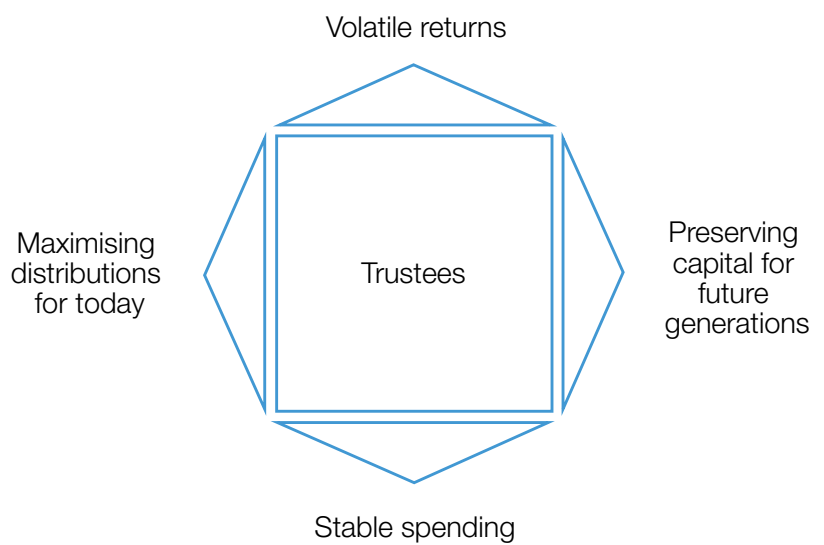 Volatile returns
Maximising
distributions
for today
Trustees
Preserving
capital for
future
generations
Stable spending